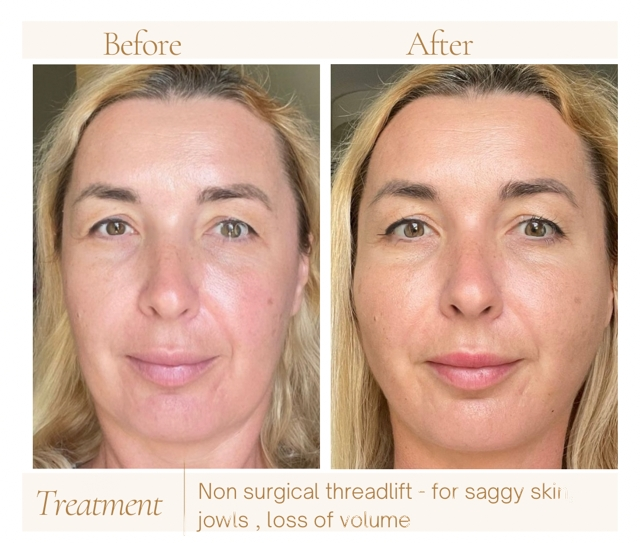 Before
After
Treatment
Non surgical threadlift - for saggy skin
jowls , loss of volume